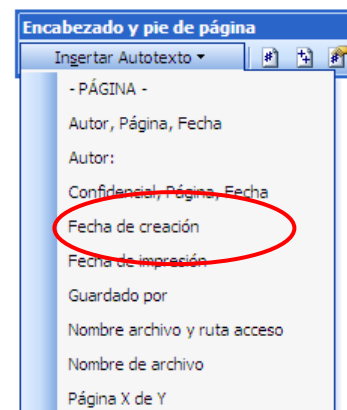 Encabezado y pie de página
Insertar Autotexto
- PÁGINA -
Autor, Página, Fecha
Autor:
Confidencial, Página, Fecha
Fecha de creación
Fecha de impresión
Guardado por
Nombre archivo y ruta acceso
Nombre de archivo
Página X de Y